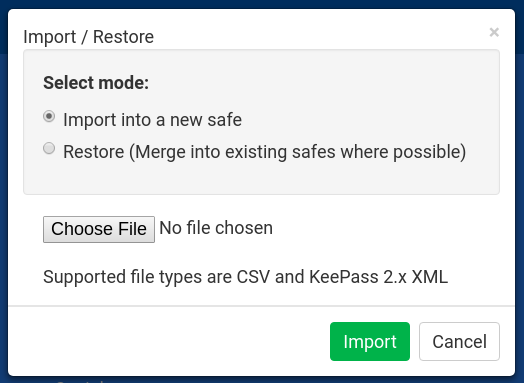 Import / Restore
×
Select mode:
Import into a new safe
Restore (Merge into existing safes where possible)
Choose File No file chosen
Supported file types are CSV and KeePass 2.x XML
Import Cancel